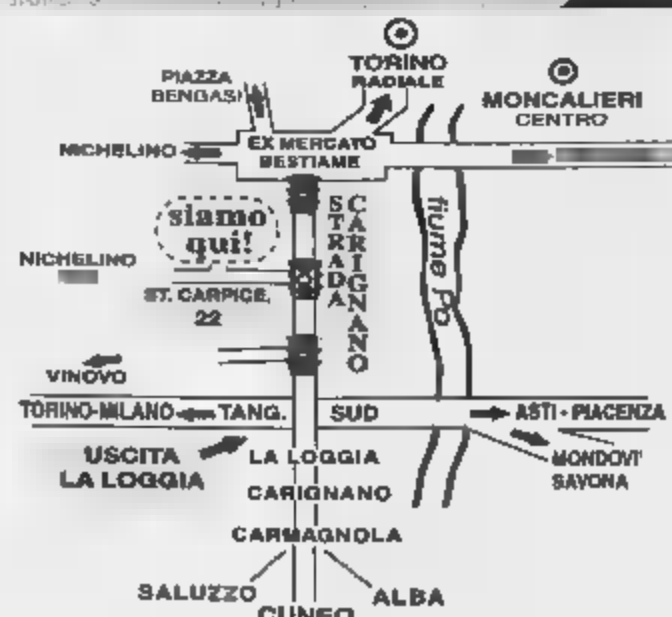 TORINO
RADIALE
PIAZZA
BENGASI
MONCALIERI
CENTRO
NICHELINO
EX MERCATO
BESTIAME
siamo
qui!
STRADA
CARIGNANO
fiume Po
NICHELINO
ST. CARPICE,
22
VINOVO
TORINO-MILANO
TANG.
SUD
ASTI - PIACENZA
USCITA
LA LOGGIA
LA LOGGIA
MONDOVI'
SAVONA
CARIGNANO
CARMAGNOLA
SALUZZO
ALBA
CUNEO